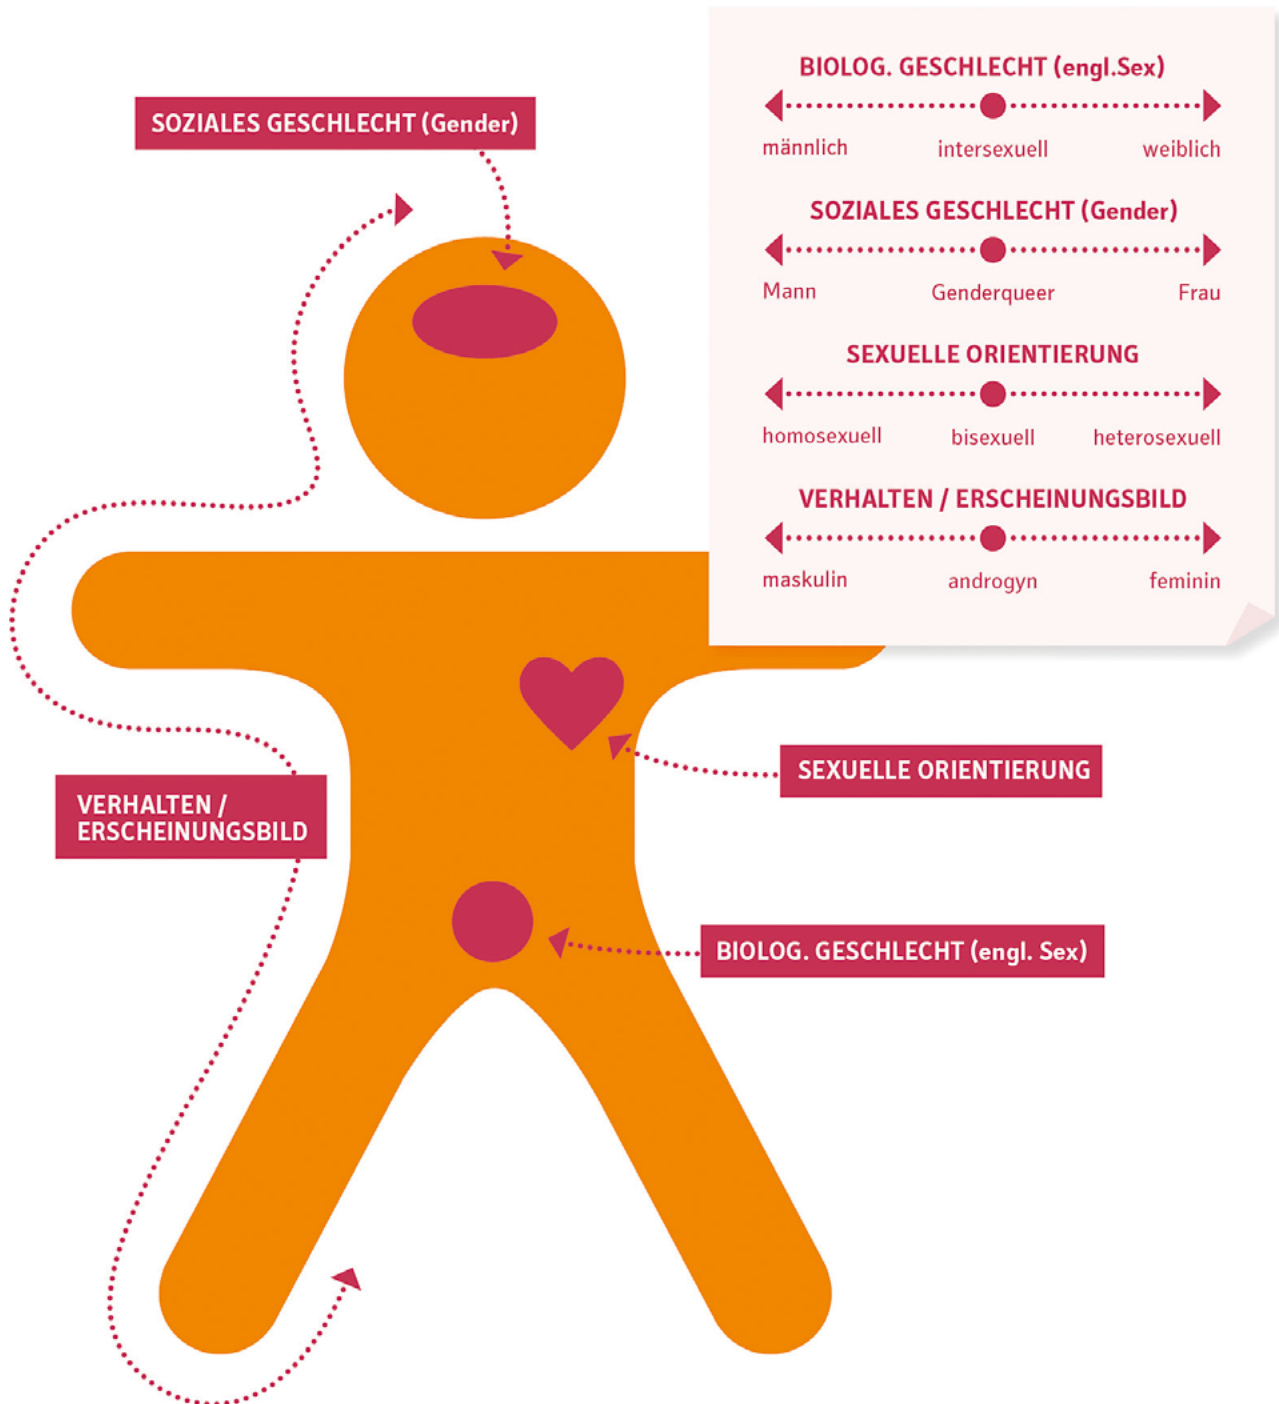 SOZIALES GESCHLECHT (Gender)
VERHALTEN /
ERSCHEINUNGSBILD
SEXUELLE ORIENTIERUNG
BIOLOG. GESCHLECHT (engl. Sex)
BIOLOG. GESCHLECHT (engl.Sex)
männlich intersexuell weiblich
SOZIALES GESCHLECHT (Gender)
Mann Genderqueer Frau
SEXUELLE ORIENTIERUNG
homosexuell bisexuell heterosexuell
VERHALTEN / ERSCHEINUNGSBILD
maskulin androgyn feminin